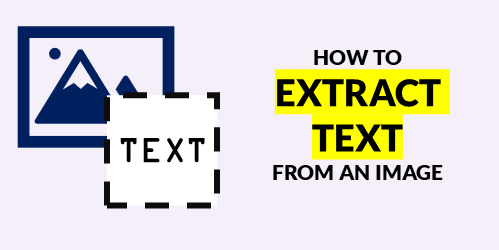 TEXT
HOW TO
EXTRACT
TEXT
FROM AN IMAGE